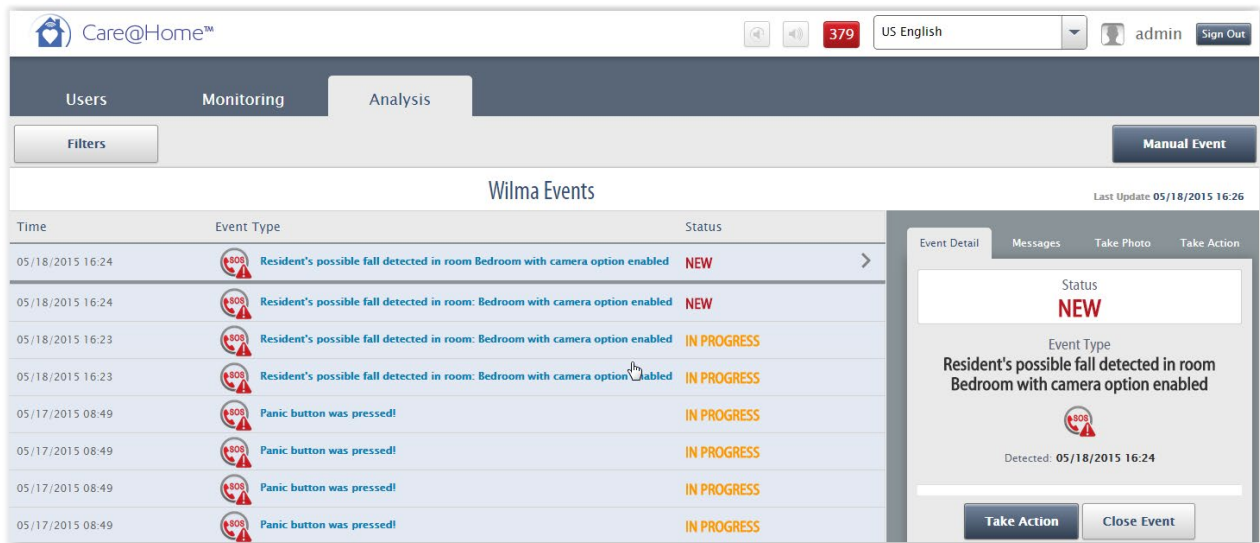 Care@Home™
379
US English
admin
Sign Out
Users
Monitoring
Analysis
Filters
Manual Event
Wilma Events
Last Update 05/18/2015 16:26
Time Event Type Status
05/18/2015 16:24 SOS Resident's possible fall detected in room Bedroom with camera option enabled NEW
05/18/2015 16:24 SOS Resident's possible fall detected in room: Bedroom with camera option enabled NEW
05/18/2015 16:23 SOS Resident's possible fall detected in room: Bedroom with camera option enabled IN PROGRESS
05/18/2015 16:23 SOS Resident's possible fall detected in room: Bedroom with camera option enabled IN PROGRESS
05/17/2015 08:49 SOS Panic button was pressed! IN PROGRESS
05/17/2015 08:49 SOS Panic button was pressed! IN PROGRESS
05/17/2015 08:49 SOS Panic button was pressed! IN PROGRESS
05/17/2015 08:49 SOS Panic button was pressed! IN PROGRESS
Event Detail
Messages
Take Photo
Take Action
Status
NEW
Event Type
Resident's possible fall detected in room
Bedroom with camera option enabled
SOS
Detected: 05/18/2015 16:24
Take Action
Close Event